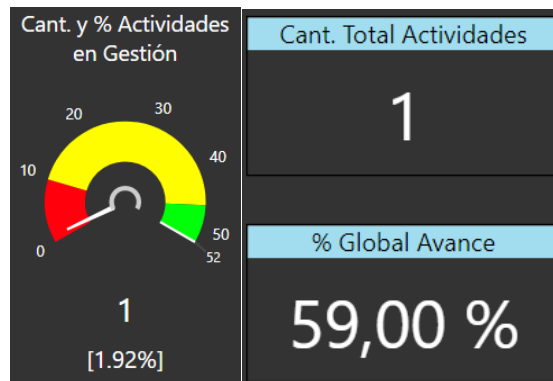 Cant. y % Actividades
en Gestión
0
10
20
30
40
50
52
1
[1.92%]
Cant. Total Actividades
1
% Global Avance
59,00 %